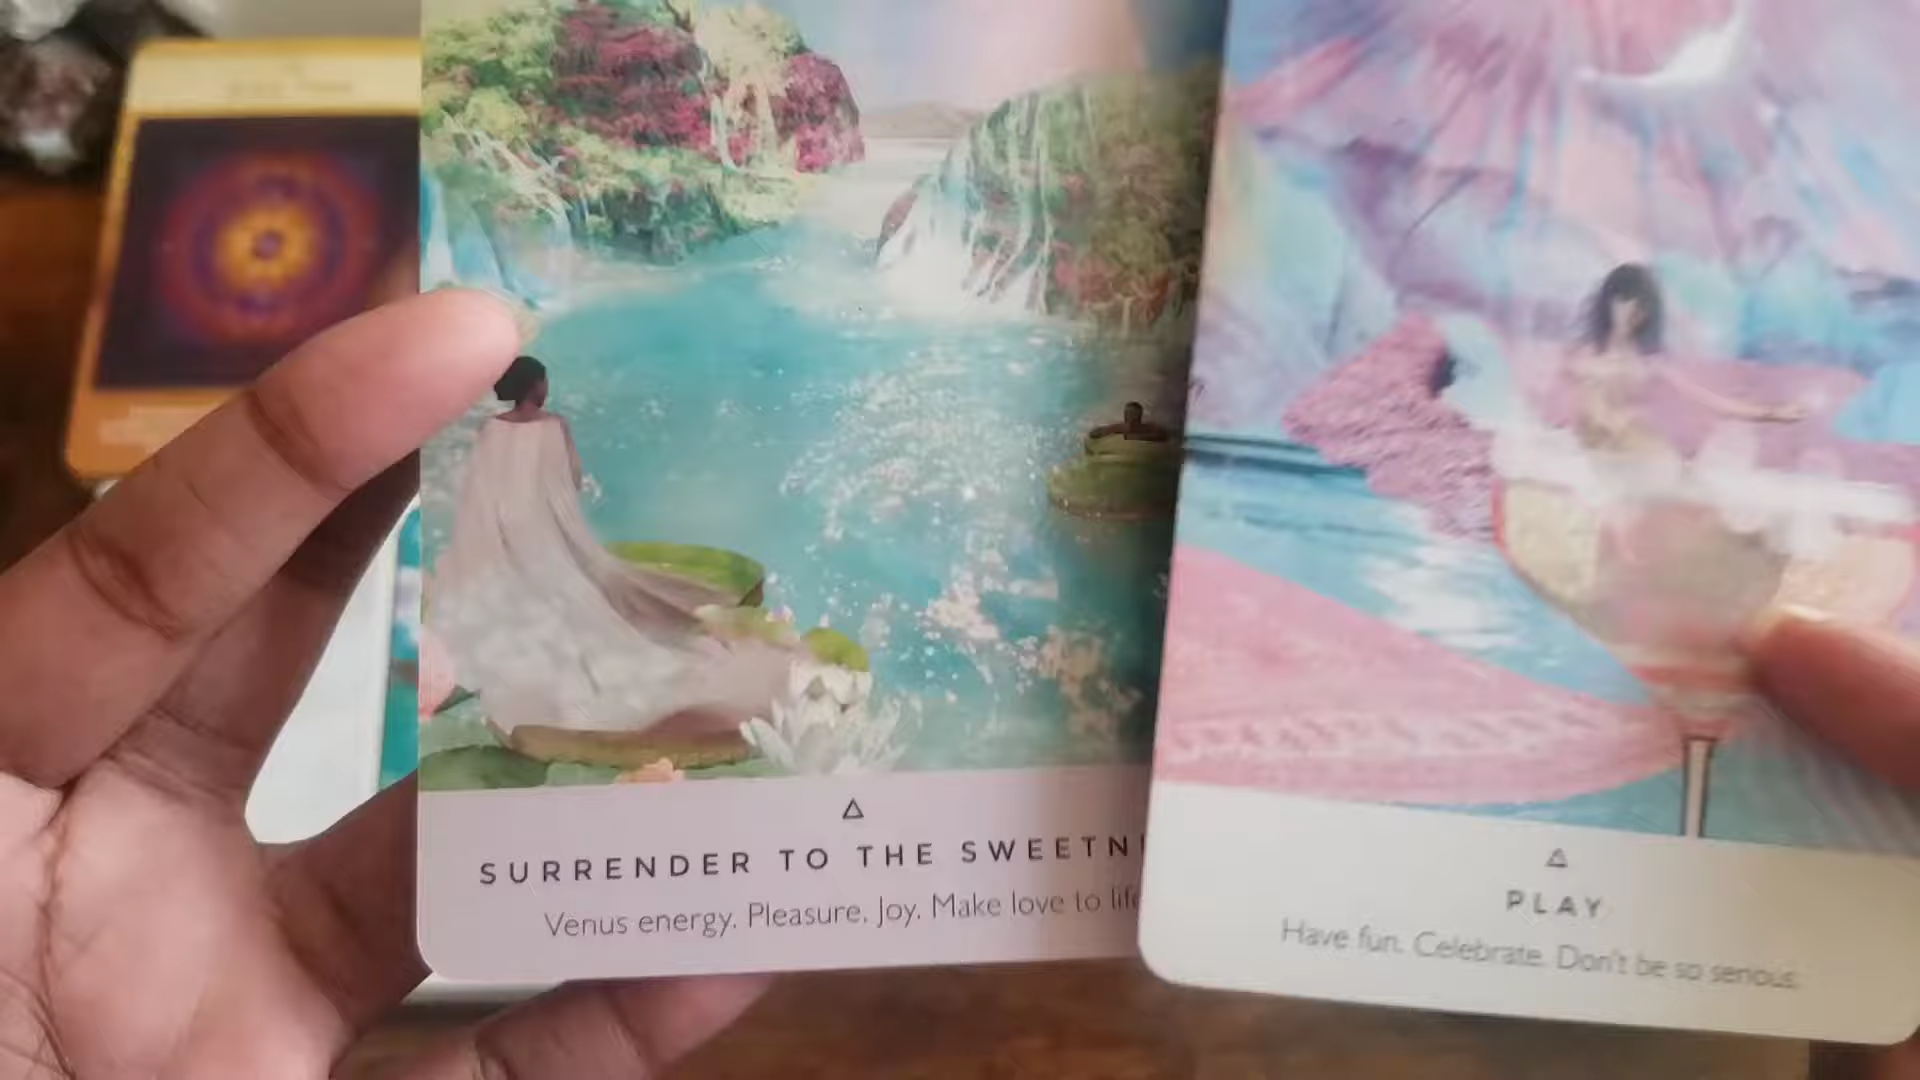 SURRENDER TO THE SWEETN
Venus energy. Pleasure. Joy. Make love to life
PLAY
Have fun. Celebrate. Don't be so serious.